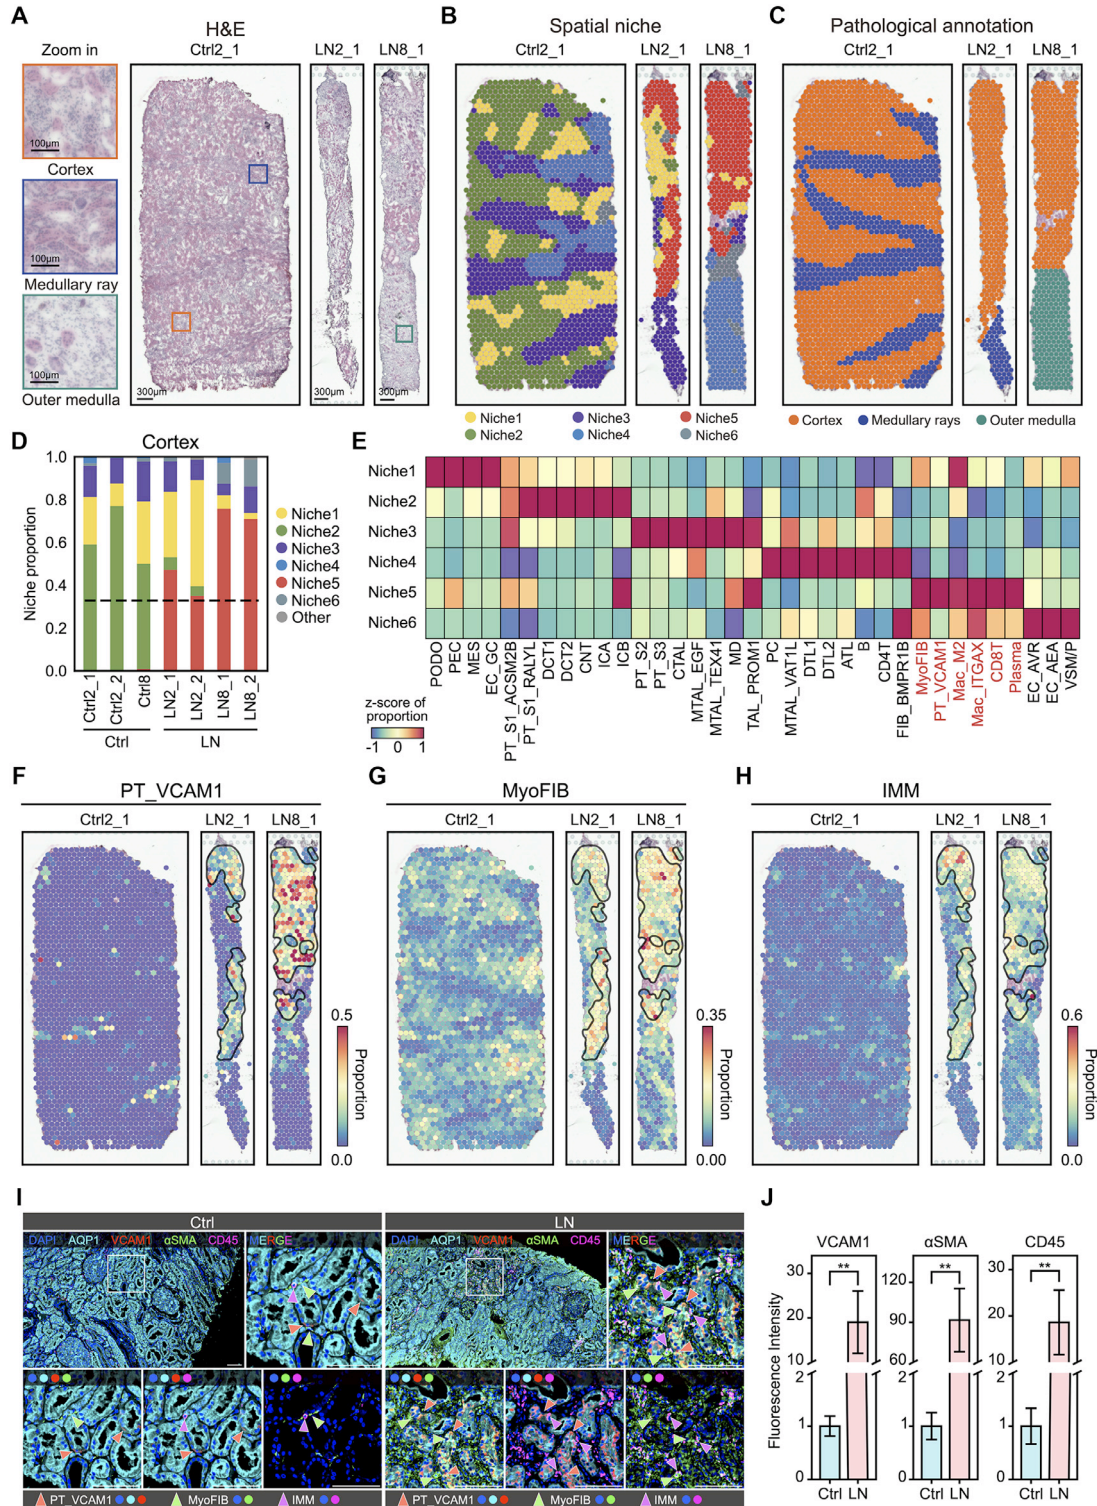 A
H&E
Zoom in
Ctrl2_1
LN2_1
LN8_1
100µm
Cortex
100µm
Medullary ray
100µm
Outer medulla
300µm
300µm
300µm
B
Spatial niche
Ctrl2_1
LN2_1
LN8_1
Niche1
Niche3
Niche5
Niche2
Niche4
Niche6
C
Pathological annotation
Ctrl2_1
LN2_1
LN8_1
Cortex
Medullary rays
Outer medulla
D
Cortex
Niche proportion
1.0
0.8
0.6
0.4
0.2
0.0
Ctrl2_1
Ctrl2_2
Ctrl8
LN2_1
LN2_2
LN8_1
LN8_2
Ctrl
LN
Niche1
Niche2
Niche3
Niche4
Niche5
Niche6
Other
E
Niche1
Niche2
Niche3
Niche4
Niche5
Niche6
PODO
PEC
MES
EC_GC
PT_S1_ACSM2B
PT_S1_RALYL
DCT1
DCT2
CNT
ICA
ICB
PT_S2
PT_S3
CTAL
MTAL_EGF
MTAL_TEX41
MD
TAL_PROM1
PC
MTAL_VAT1L
DTL1
DTL2
ATL
B
CD4T
FIB_BMPR1B
MyoFIB
PT_VCAM1
Mac_M2
Mac_ITGAX
CD8T
Plasma
EC_AVR
EC_AEA
VSM/P
z-score of
proportion
-1 0 1
F
PT_VCAM1
Ctrl2_1
LN2_1
LN8_1
0.5
Proportion
0.0
G
MyoFIB
Ctrl2_1
LN2_1
LN8_1
0.35
Proportion
0.00
H
IMM
Ctrl2_1
LN2_1
LN8_1
0.6
Proportion
0.0
I
Ctrl
DAPI AQP1 VCAM1 αSMA CD45 MERGE
LN
DAPI AQP1 VCAM1 αSMA CD45 MERGE
PT_VCAM1 MyoFIB IMM
PT_VCAM1 MyoFIB IMM
J
Fluorescence Intensity
VCAM1
**
30
20
10
2
1
0
Ctrl LN
αSMA
**
120
90
60
2
1
0
Ctrl LN
CD45
**
30
20
10
2
1
0
Ctrl LN